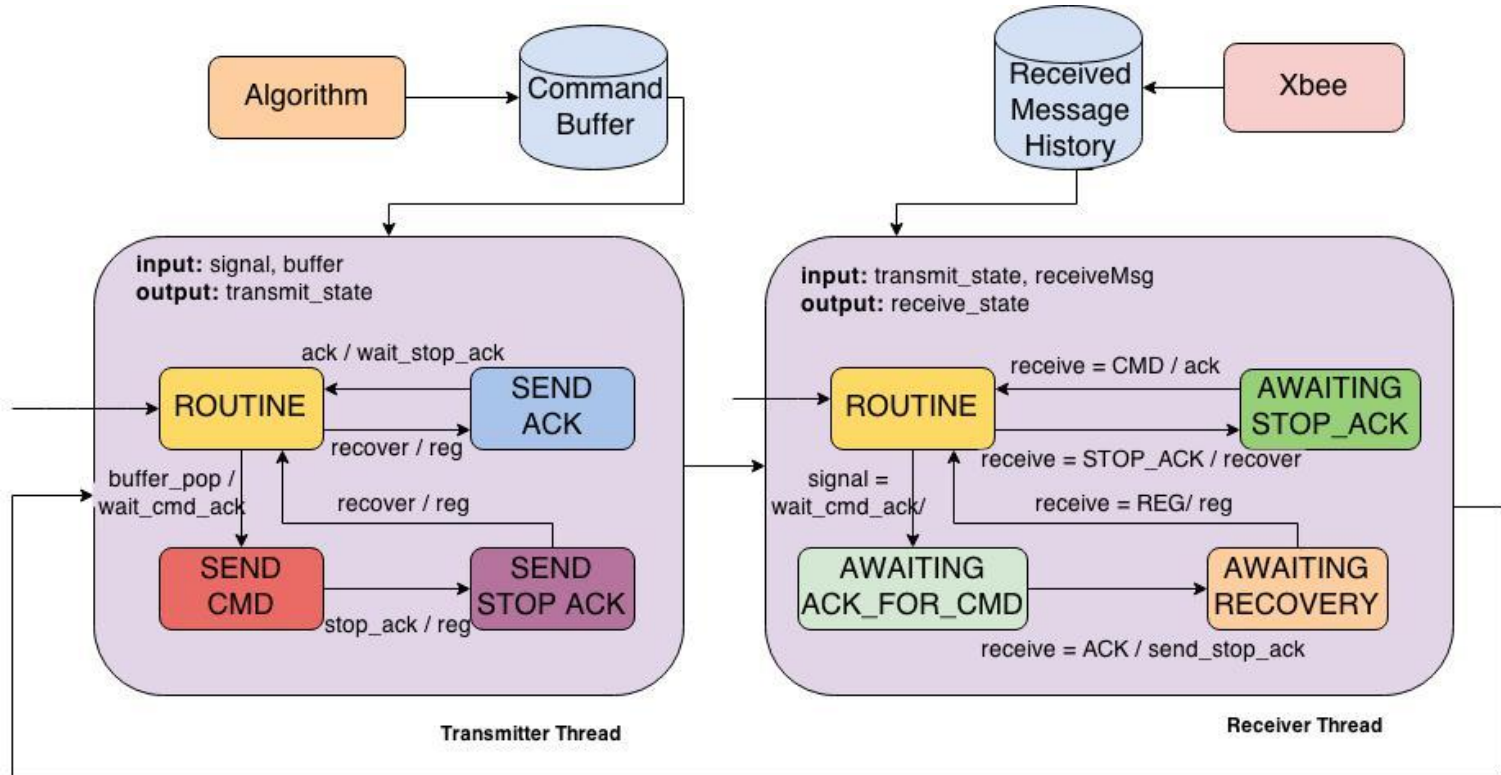 Algorithm
Command
Buffer
Received
Message
History
Xbee
input: signal, buffer
output: transmit_state
ack / wait_stop_ack
ROUTINE
SEND
ACK
recover / reg
buffer_pop /
wait_cmd_ack
recover / reg
SEND
CMD
SEND
STOP ACK
stop_ack / reg
Transmitter Thread
input: transmit_state, receiveMsg
output: receive_state
receive = CMD / ack
ROUTINE
AWAITING
STOP_ACK
receive = STOP_ACK / recover
signal =
wait_cmd_ack/
receive = REG/ reg
AWAITING
ACK_FOR_CMD
AWAITING
RECOVERY
receive = ACK / send_stop_ack
Receiver Thread